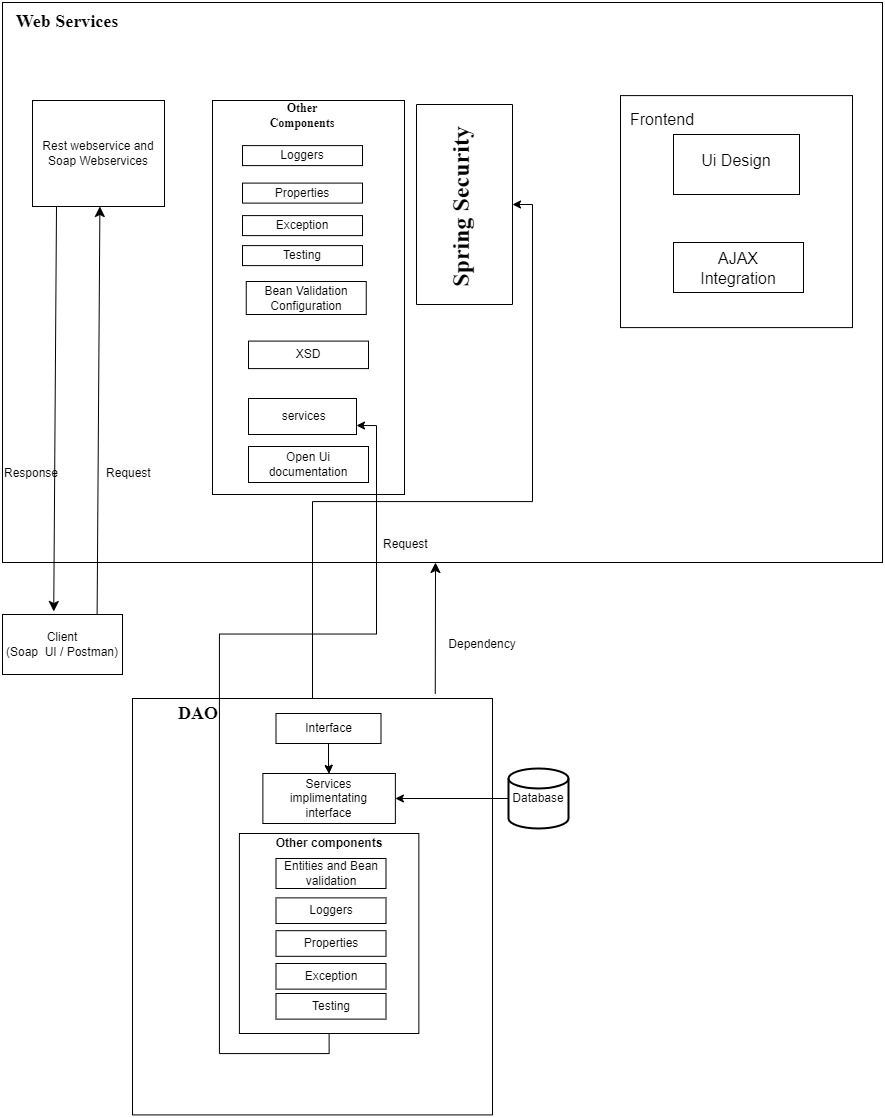 Web Services
Rest webservice and
Soap Webservices
Other
Components
Loggers
Properties
Exception
Testing
Bean Validation
Configuration
XSD
services
Open Ui
documentation
Spring Security
Frontend
Ui Design
AJAX
Integration
Response
Request
Request
Client
(Soap UI / Postman)
Dependency
DAO
Interface
Services
implimentating
interface
Database
Other components
Entities and Bean
validation
Loggers
Properties
Exception
Testing